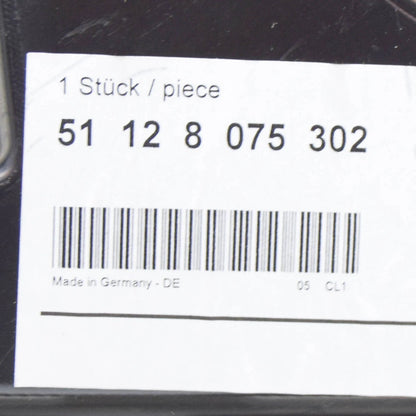 1 Stück / piece
51 12 8 075 302
Made in Germany - DE 05 CL1